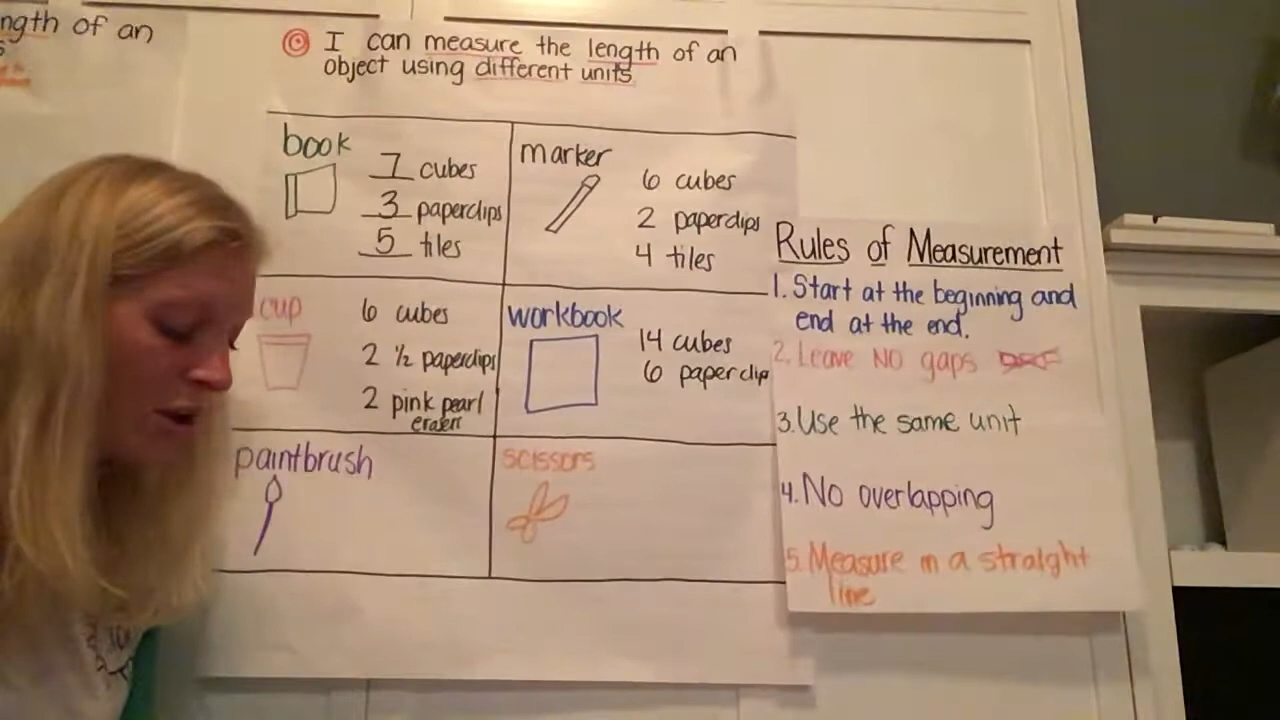 ngth of an
I can measure the length of an
object using different units
book
7 cubes
3 paperclips
5 tiles
marker
6 cubes
2 paperclips
4 tiles
cup
6 cubes
2 ½ paperclips
2 pink pearl
erasers
workbook
14 cubes
6 paperclip
paintbrush
scissors
Rules of Measurement
1. Start at the beginning and
end at the end.
2. Leave NO gaps
3. Use the same unit
4. No overlapping
5. Measure in a straight
line